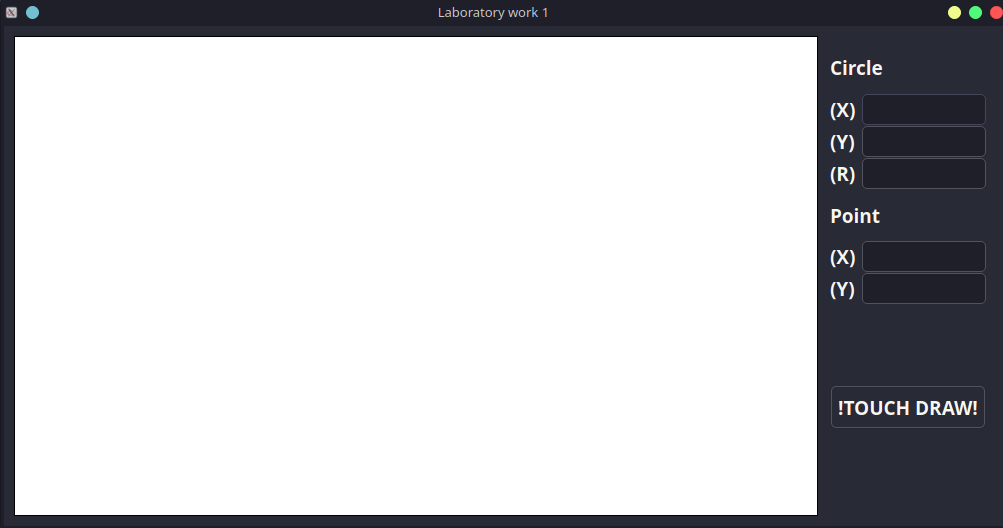 Laboratory work 1
Circle
(X)
(Y)
(R)
Point
(X)
(Y)
!TOUCH DRAW!